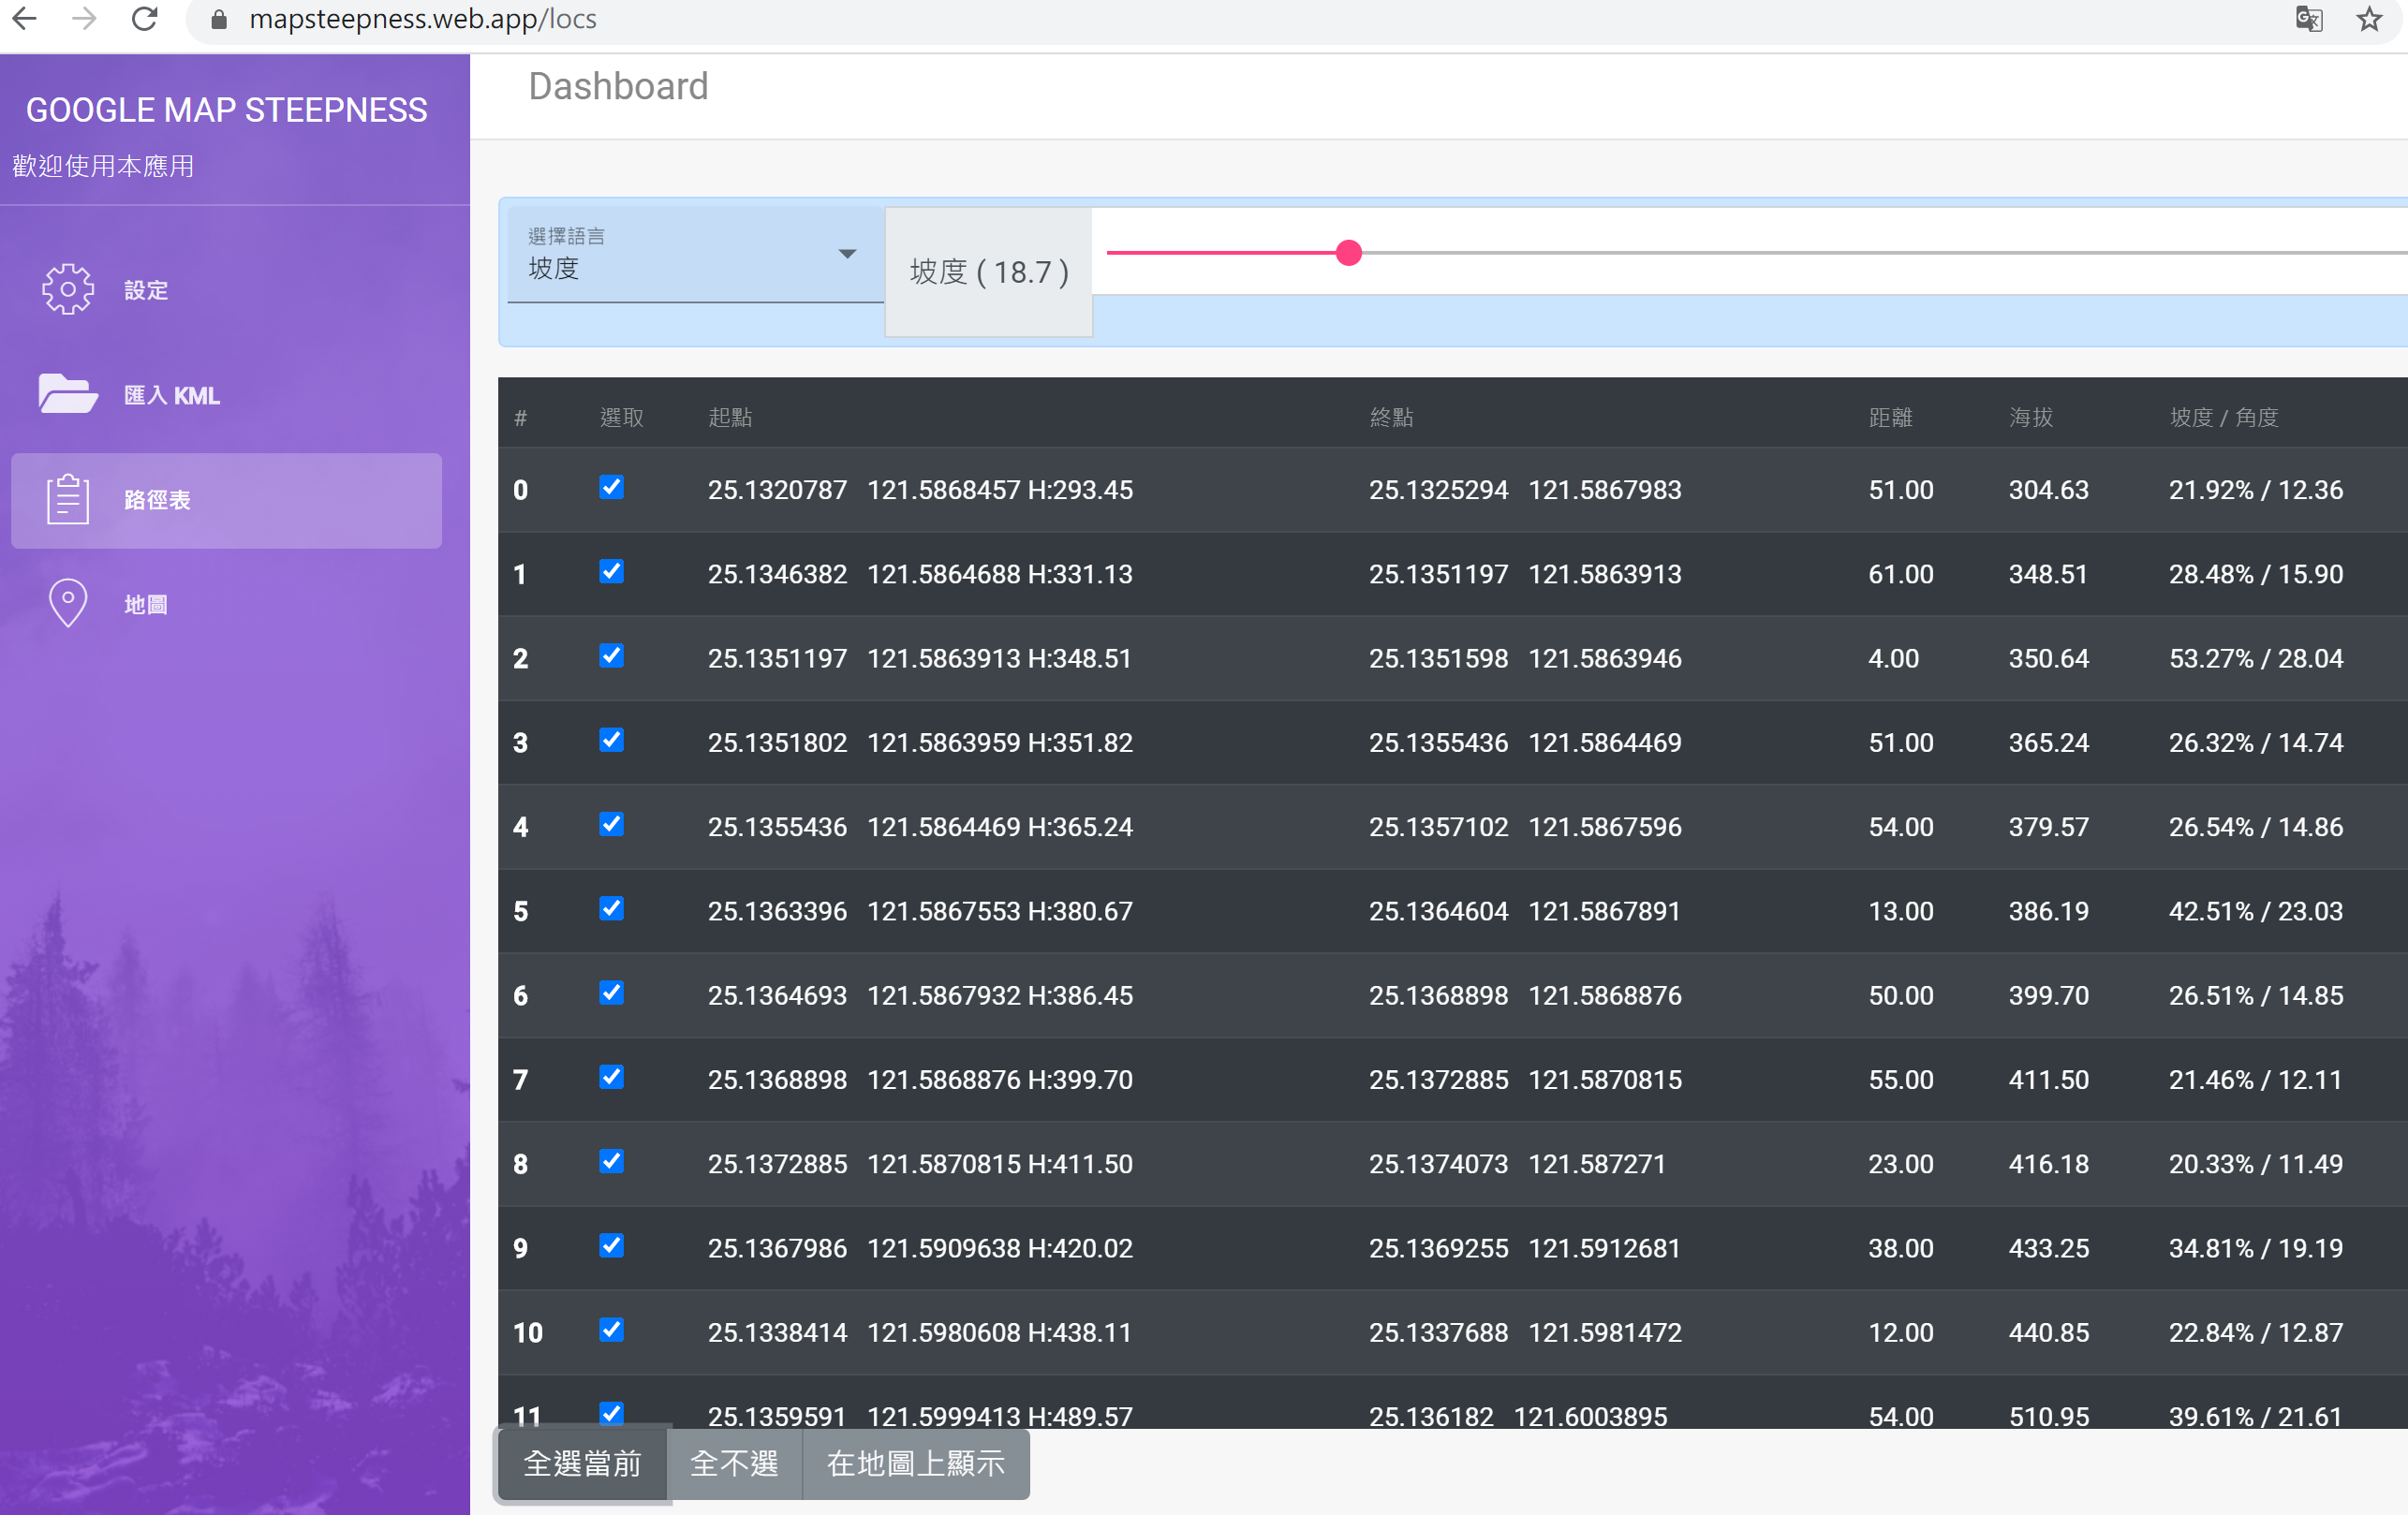 mapsteepness.web.app/locs
GOOGLE MAP STEEPNESS
歡迎使用本應用
設定
匯入 KML
路徑表
地圖
Dashboard
選擇語言
坡度
坡度 ( 18.7 )
# 選取 起點 終點 距離 海拔 坡度 / 角度
0 25.1320787 121.5868457 H:293.45 25.1325294 121.5867983 51.00 304.63 21.92% / 12.36
1 25.1346382 121.5864688 H:331.13 25.1351197 121.5863913 61.00 348.51 28.48% / 15.90
2 25.1351197 121.5863913 H:348.51 25.1351598 121.5863946 4.00 350.64 53.27% / 28.04
3 25.1351802 121.5863959 H:351.82 25.1355436 121.5864469 51.00 365.24 26.32% / 14.74
4 25.1355436 121.5864469 H:365.24 25.1357102 121.5867596 54.00 379.57 26.54% / 14.86
5 25.1363396 121.5867553 H:380.67 25.1364604 121.5867891 13.00 386.19 42.51% / 23.03
6 25.1364693 121.5867932 H:386.45 25.1368898 121.5868876 50.00 399.70 26.51% / 14.85
7 25.1368898 121.5868876 H:399.70 25.1372885 121.5870815 55.00 411.50 21.46% / 12.11
8 25.1372885 121.5870815 H:411.50 25.1374073 121.587271 23.00 416.18 20.33% / 11.49
9 25.1367986 121.5909638 H:420.02 25.1369255 121.5912681 38.00 433.25 34.81% / 19.19
10 25.1338414 121.5980608 H:438.11 25.1337688 121.5981472 12.00 440.85 22.84% / 12.87
11 25.1359591 121.5999413 H:489.57 25.136182 121.6003895 54.00 510.95 39.61% / 21.61
全選當前 全不選 在地圖上顯示